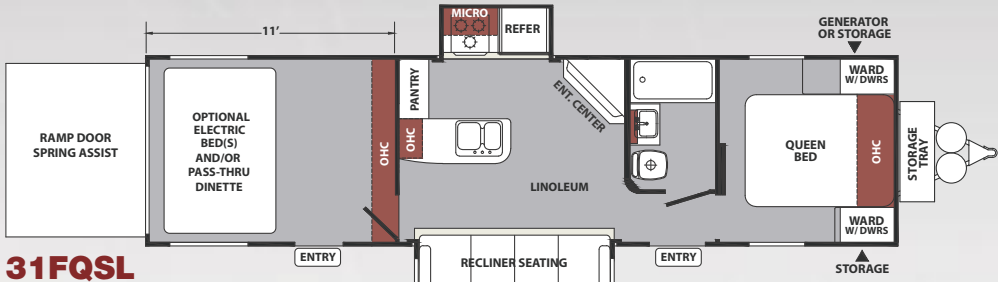 11'
MICRO
REFER
GENERATOR
OR STORAGE
RAMP DOOR
SPRING ASSIST
OPTIONAL
ELECTRIC
BED(S)
AND/OR
PASS-THRU
DINETTE
OHC
PANTRY
OHC
ENT. CENTER
LINOLEUM
QUEEN
BED
WARD
W/ DWRS
OHC
STORAGE
TRAY
WARD
W/ DWRS
ENTRY
RECLINER SEATING
ENTRY
STORAGE
31FQSL